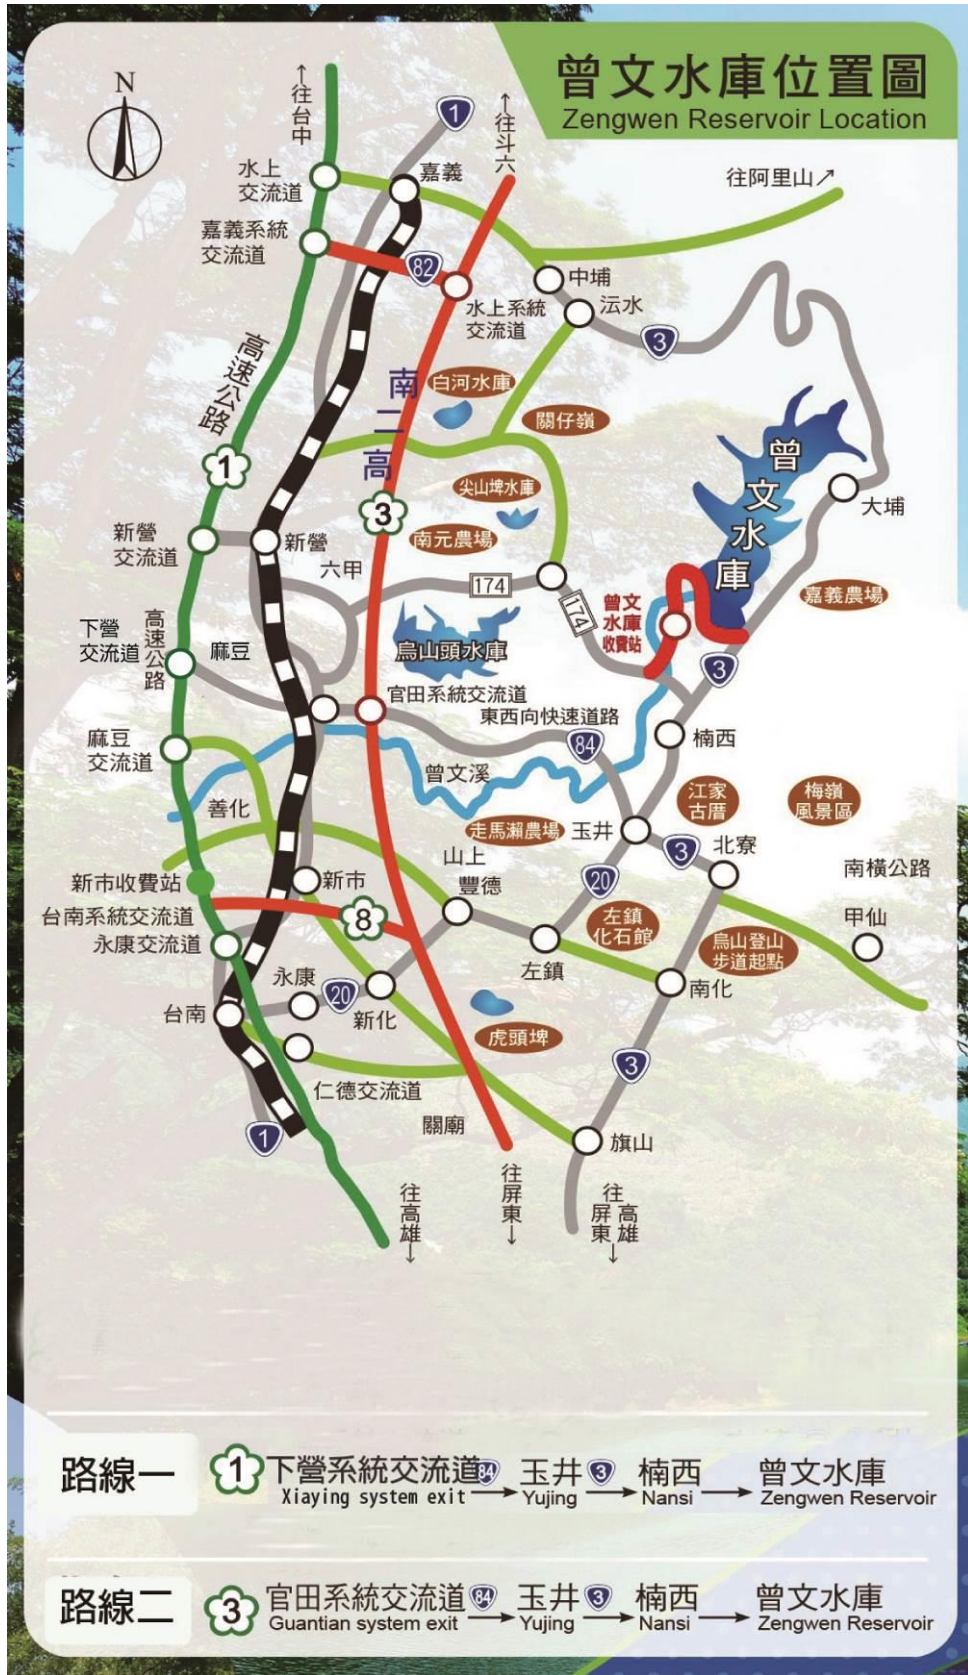 曾文水庫位置圖
Zengwen Reservoir Location
N
↑往台中
1
↑往斗六
水上
交流道
嘉義
往阿里山↗
嘉義系統
交流道
82
中埔
水上系統
交流道
沄水
3
高速公路
1
南二高
白河水庫
關仔嶺
曾文水庫
尖山埤水庫
3
大埔
新營
交流道
新營
南元農場
六甲
174
174
曾文
水庫
收費站
嘉義農場
下營
交流道
高速公路
麻豆
烏山頭水庫
3
官田系統交流道
東西向快速道路
84
楠西
麻豆
交流道
曾文溪
善化
江家
古厝
梅嶺
風景區
走馬瀨農場
玉井
3
北寮
山上
豐德
20
南橫公路
新市收費站
新市
台南系統交流道
8
左鎮
化石館
甲仙
永康交流道
烏山登山
步道起點
左鎮
永康
20
新化
南化
台南
虎頭埤
3
仁德交流道
關廟
1
旗山
往高雄↓
往屏東↓
往屏東 高雄↓
路線一
1
下營系統交流道 84 玉井 3 楠西 曾文水庫
Xiaying system exit → Yujing → Nansi → Zengwen Reservoir
路線二
3
官田系統交流道 84 玉井 3 楠西 曾文水庫
Guantian system exit → Yujing → Nansi → Zengwen Reservoir